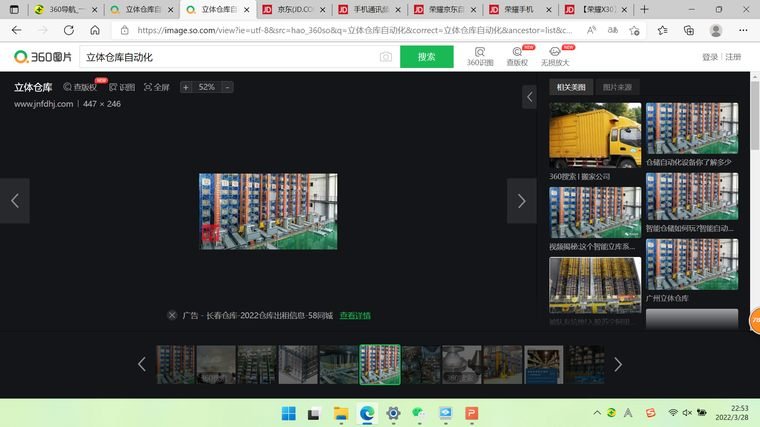 360导航_一
立体仓库自
立体仓库自
京东(JD.CO
手机通讯频
荣耀京东自
荣耀手机
【荣耀X30】
https://image.so.com/view?ie=utf-8&src=hao_360so&q=立体仓库自动化&correct=立体仓库自动化&ancestor=list&c...
360图片
立体仓库自动化
搜索
360识图
查版权
无损放大
登录
注册
立体仓库
查版权
识图
全屏
+ 52% -
www.jnfdhj.com | 447 × 246
相关美图
图片来源
360搜索 | 搬家公司
仓储自动化设备你了解多少
视频揭秘:这个智能立库系...
智能仓储如何玩?智能自动...
广州立体仓库
广告 - 长春仓库-2022仓库出租信息-58同城 查看详情
22:53
2022/3/28